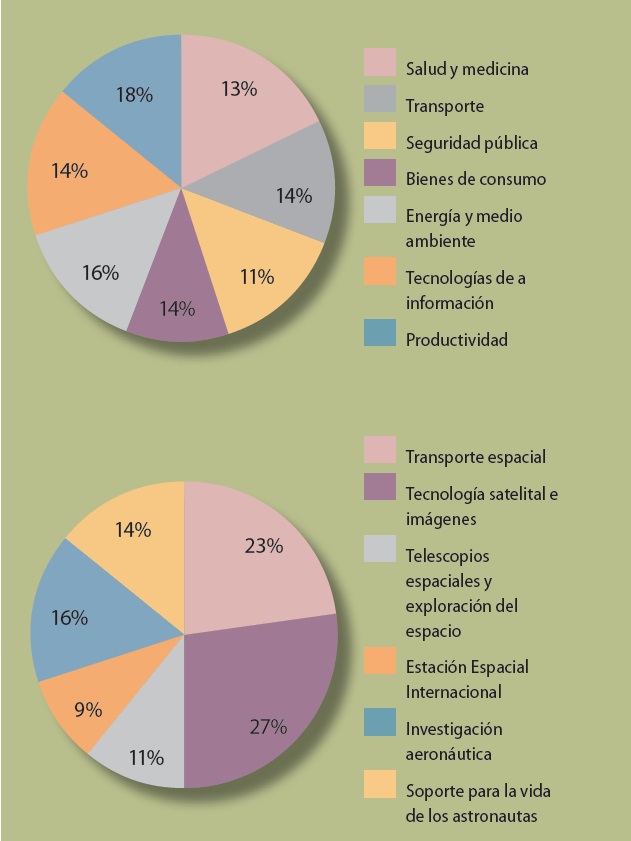 13%
14%
11%
14%
16%
14%
18%
Salud y medicina
Transporte
Seguridad pública
Bienes de consumo
Energía y medio
ambiente
Tecnologías de a
información
Productividad
23%
27%
11%
9%
16%
14%
Transporte espacial
Tecnología satelital e
imágenes
Telescopios
espaciales y
exploración del
espacio
Estación Espacial
Internacional
Investigación
aeronáutica
Soporte para la vida
de los astronautas